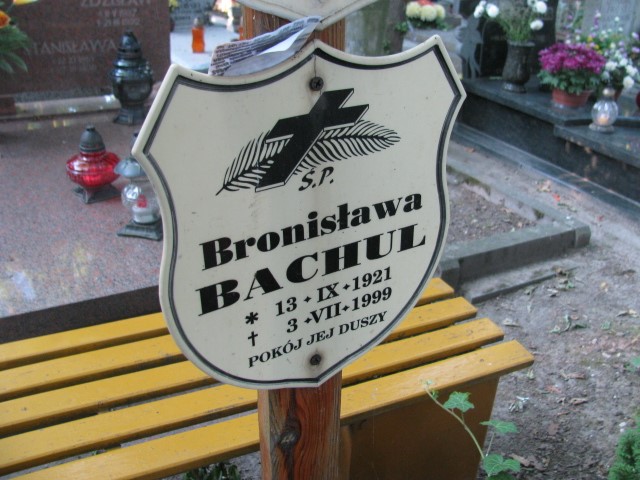 Ś.P.
Bronisława
BACHUL
* 13 • IX • 1921
† 3 • VII • 1999
POKÓJ JEJ DUSZY